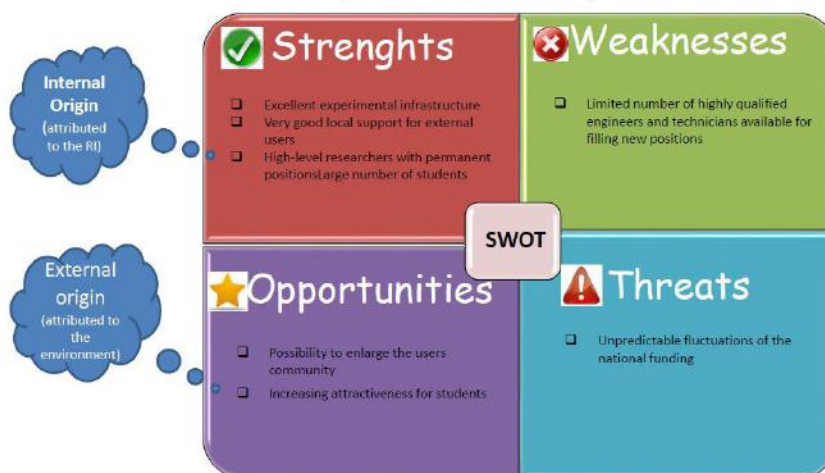 Internal
Origin
(attributed
to the RI)
Strenghts
❑ Excellent experimental infrastructure
❑ Very good local support for external
users
❑ High-level researchers with permanent
positionsLarge number of students
Weaknesses
❑ Limited number of highly qualified
engineers and technicians available for
filling new positions
SWOT
External
origin
(attributed to
the
environment)
Opportunities
❑ Possibility to enlarge the users
community
❑ Increasing attractiveness for students
Threats
❑ Unpredictable fluctuations of the
national funding